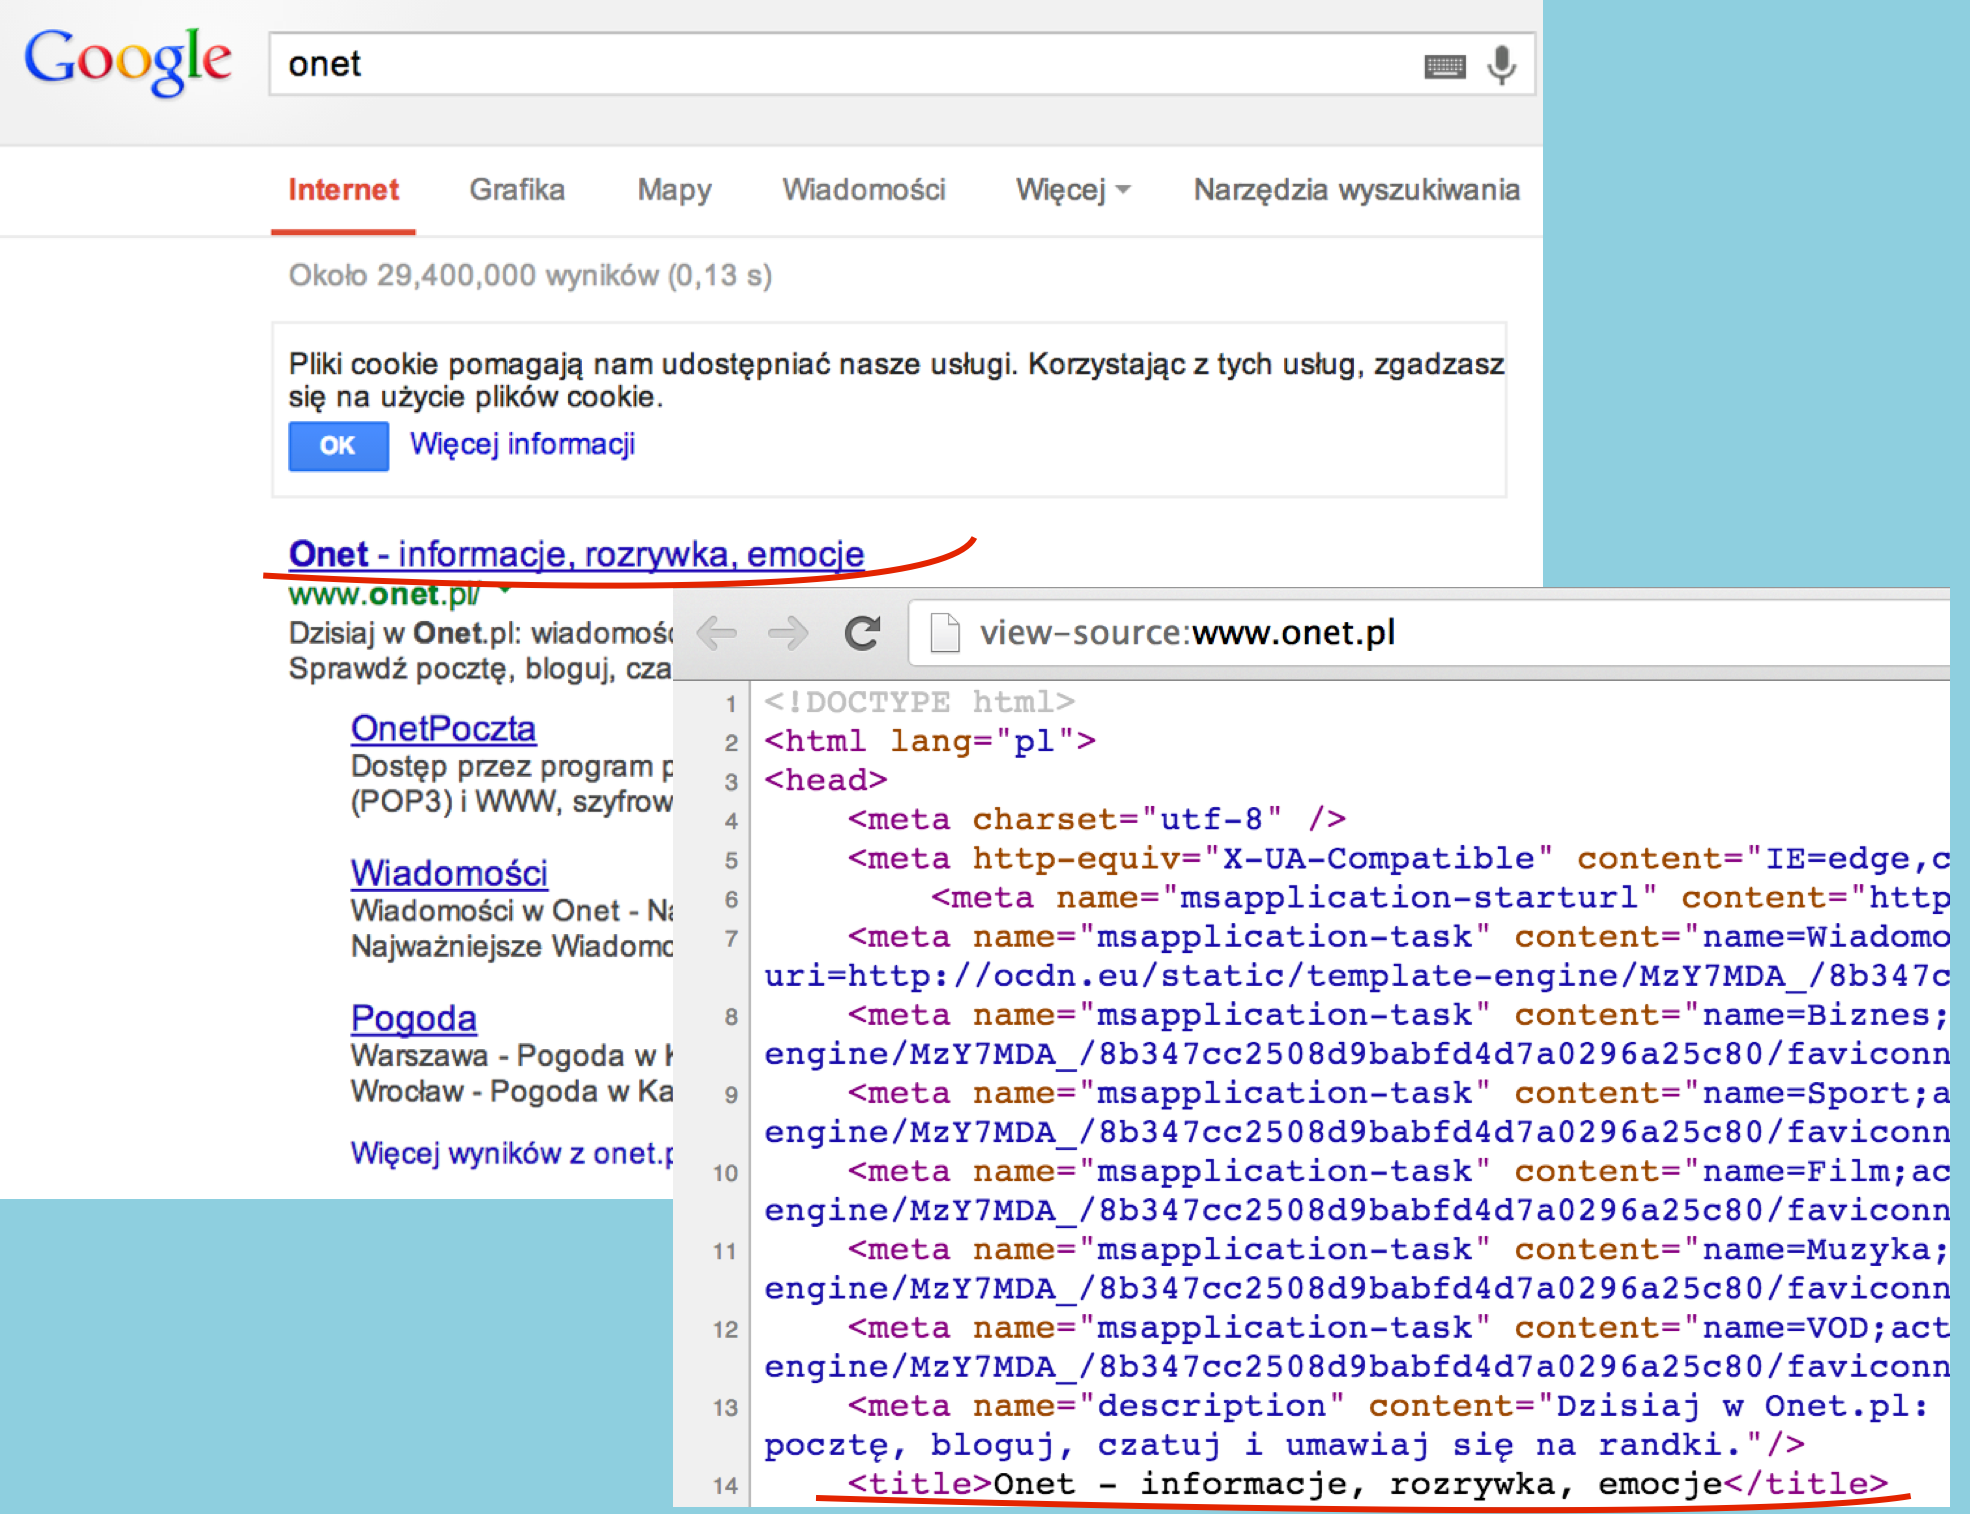 Google
onet
Internet Grafika Mapy Wiadomości Więcej Narzędzia wyszukiwania
Około 29,400,000 wyników (0,13 s)
Pliki cookie pomagają nam udostępniać nasze usługi. Korzystając z tych usług, zgadzasz
się na użycie plików cookie.
OK Więcej informacji
Onet - informacje, rozrywka, emocje
www.onet.pl/
Dzisiaj w Onet.pl: wiadomośc
Sprawdź pocztę, bloguj, cza
OnetPoczta
Dostęp przez program p
(POP3) i WWW, szyfrow
Wiadomości
Wiadomości w Onet - Na
Najważniejsze Wiadomo
Pogoda
Warszawa - Pogoda w K
Wrocław - Pogoda w Ka
Więcej wyników z onet.p
view-source:www.onet.pl
1 <!DOCTYPE html>
2 <html lang="pl">
3 <head>
4 <meta charset="utf-8" />
5 <meta http-equiv="X-UA-Compatible" content="IE=edge,c
6 <meta name="msapplication-starturl" content="http
7 <meta name="msapplication-task" content="name=Wiadomo
uri=http://ocdn.eu/static/template-engine/MzY7MDA_/8b347c
8 <meta name="msapplication-task" content="name=Biznes;
engine/MzY7MDA_/8b347cc2508d9babfd4d7a0296a25c80/faviconn
9 <meta name="msapplication-task" content="name=Sport;a
engine/MzY7MDA_/8b347cc2508d9babfd4d7a0296a25c80/faviconn
10 <meta name="msapplication-task" content="name=Film;ac
engine/MzY7MDA_/8b347cc2508d9babfd4d7a0296a25c80/faviconn
11 <meta name="msapplication-task" content="name=Muzyka;
engine/MzY7MDA_/8b347cc2508d9babfd4d7a0296a25c80/faviconn
12 <meta name="msapplication-task" content="name=VOD;act
engine/MzY7MDA_/8b347cc2508d9babfd4d7a0296a25c80/faviconn
13 <meta name="description" content="Dzisiaj w Onet.pl:
pocztę, bloguj, czatuj i umawiaj się na randki."/>
14 <title>Onet - informacje, rozrywka, emocje</title>